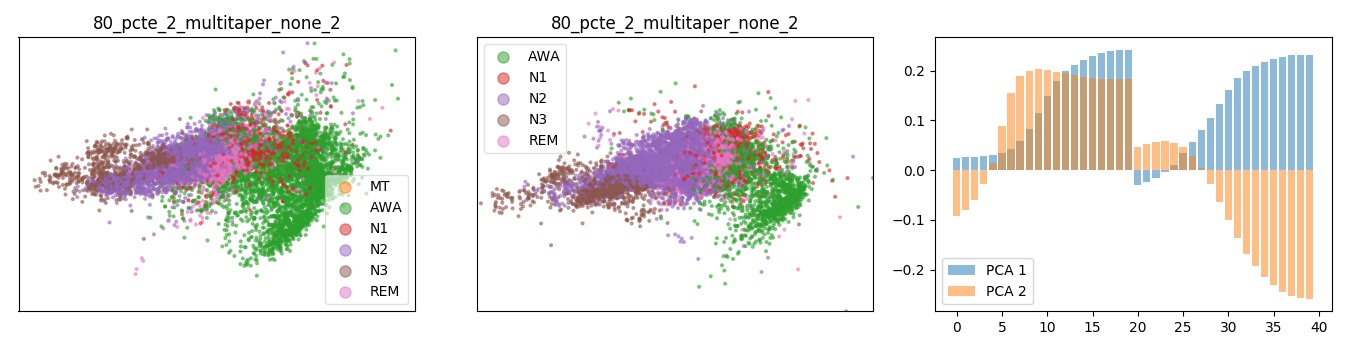 80_pcte_2_multitaper_none_2
MT
AWA
N1
N2
N3
REM
80_pcte_2_multitaper_none_2
AWA
N1
N2
N3
REM
0.2
0.1
0.0
−0.1
−0.2
PCA 1
PCA 2
0 5 10 15 20 25 30 35 40